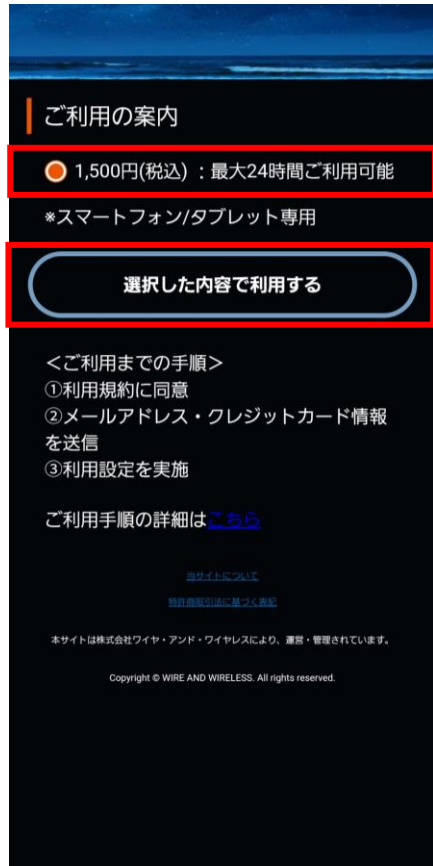 ご利用の案内
1,500円(税込) : 最大24時間ご利用可能
*スマートフォン/タブレット専用
選択した内容で利用する
＜ご利用までの手順＞
①利用規約に同意
②メールアドレス・クレジットカード情報
を送信
③利用設定を実施
ご利用手順の詳細はこちら
当サイトについて
特許商取引法に基づく表記
本サイトは株式会社ワイヤ・アンド・ワイヤレスにより、運営・管理されています。
Copyright © WIRE AND WIRELESS. All rights reserved.